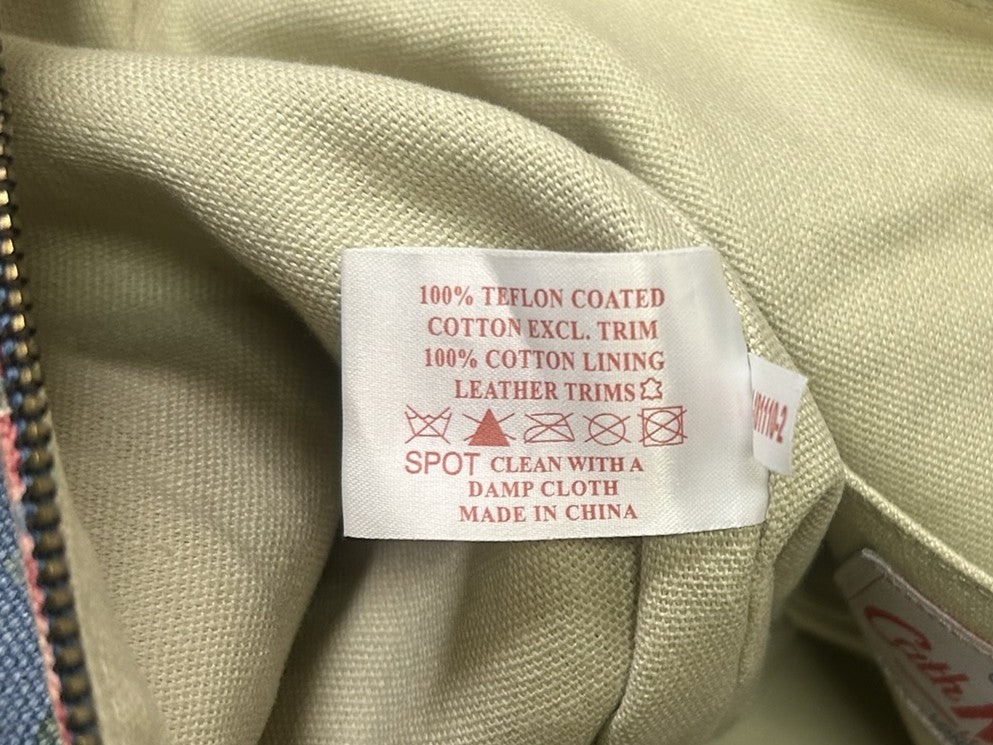 100% TEFLON COATED
COTTON EXCL. TRIM
100% COTTON LINING
LEATHER TRIMS
SPOT CLEAN WITH A
DAMP CLOTH
MADE IN CHINA
Cath